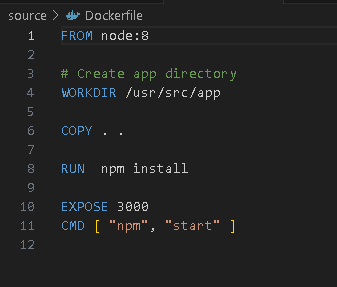 source > Dockerfile
1 FROM node:8
2
3 # Create app directory
4 WORKDIR /usr/src/app
5
6 COPY . .
7
8 RUN  npm install
9
10 EXPOSE 3000
11 CMD [ "npm", "start" ]
12